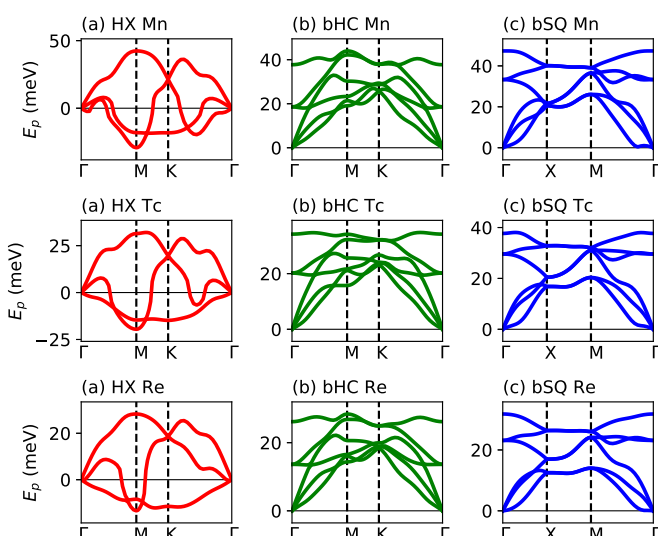 (a) HX Mn (b) bHC Mn (c) bSQ Mn
50
0
40
20
0
40
20
0
E_p (meV)
Γ M K Γ Γ M K Γ Γ X M Γ
(a) HX Tc (b) bHC Tc (c) bSQ Tc
25
0
−25
20
0
40
20
0
E_p (meV)
Γ M K Γ Γ M K Γ Γ X M Γ
(a) HX Re (b) bHC Re (c) bSQ Re
20
0
20
0
20
0
E_p (meV)
Γ M K Γ Γ M K Γ Γ X M Γ